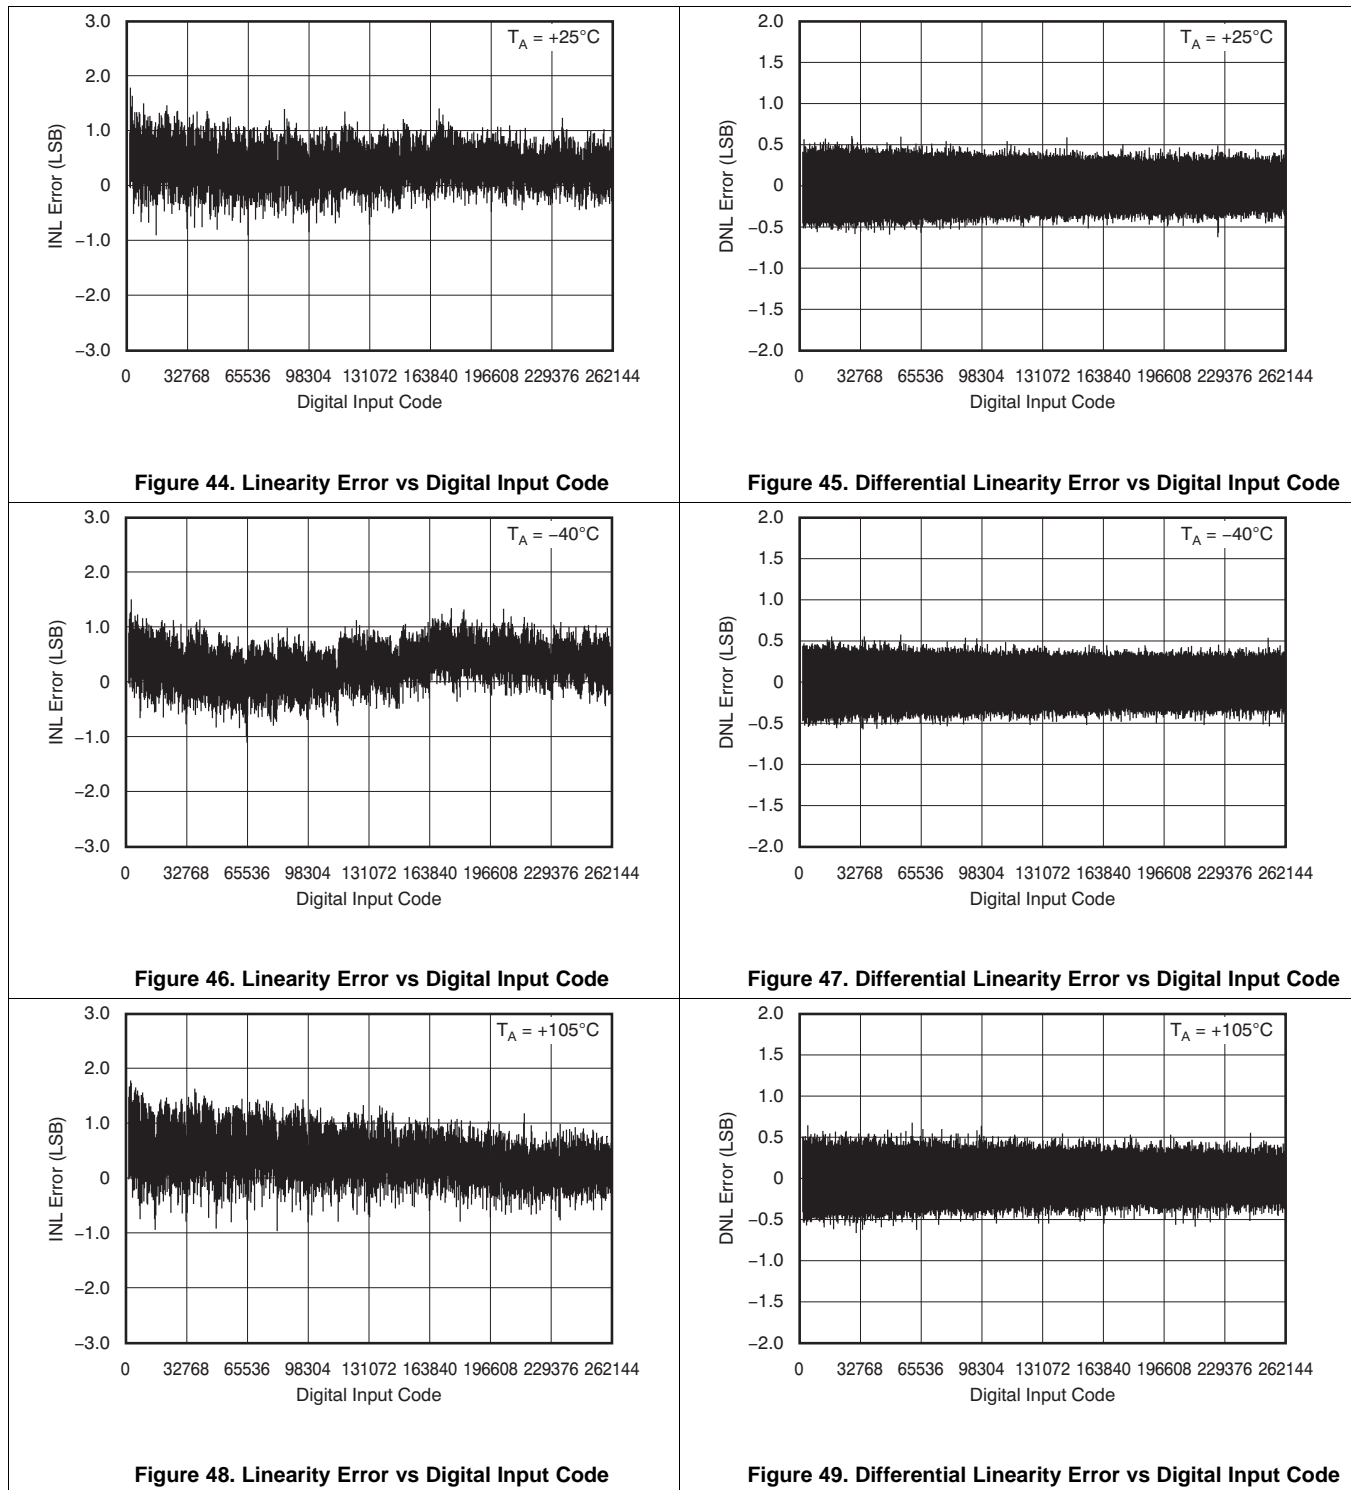 3.0
2.0
1.0
0
−1.0
−2.0
−3.0
INL Error (LSB)
T_A = +25°C
0 32768 65536 98304 131072 163840 196608 229376 262144
Digital Input Code
Figure 44. Linearity Error vs Digital Input Code
2.0
1.5
1.0
0.5
0
−0.5
−1.0
−1.5
−2.0
DNL Error (LSB)
T_A = +25°C
0 32768 65536 98304 131072 163840 196608 229376 262144
Digital Input Code
Figure 45. Differential Linearity Error vs Digital Input Code
3.0
2.0
1.0
0
−1.0
−2.0
−3.0
INL Error (LSB)
T_A = −40°C
0 32768 65536 98304 131072 163840 196608 229376 262144
Digital Input Code
Figure 46. Linearity Error vs Digital Input Code
2.0
1.5
1.0
0.5
0
−0.5
−1.0
−1.5
−2.0
DNL Error (LSB)
T_A = −40°C
0 32768 65536 98304 131072 163840 196608 229376 262144
Digital Input Code
Figure 47. Differential Linearity Error vs Digital Input Code
3.0
2.0
1.0
0
−1.0
−2.0
−3.0
INL Error (LSB)
T_A = +105°C
0 32768 65536 98304 131072 163840 196608 229376 262144
Digital Input Code
Figure 48. Linearity Error vs Digital Input Code
2.0
1.5
1.0
0.5
0
−0.5
−1.0
−1.5
−2.0
DNL Error (LSB)
T_A = +105°C
0 32768 65536 98304 131072 163840 196608 229376 262144
Digital Input Code
Figure 49. Differential Linearity Error vs Digital Input Code